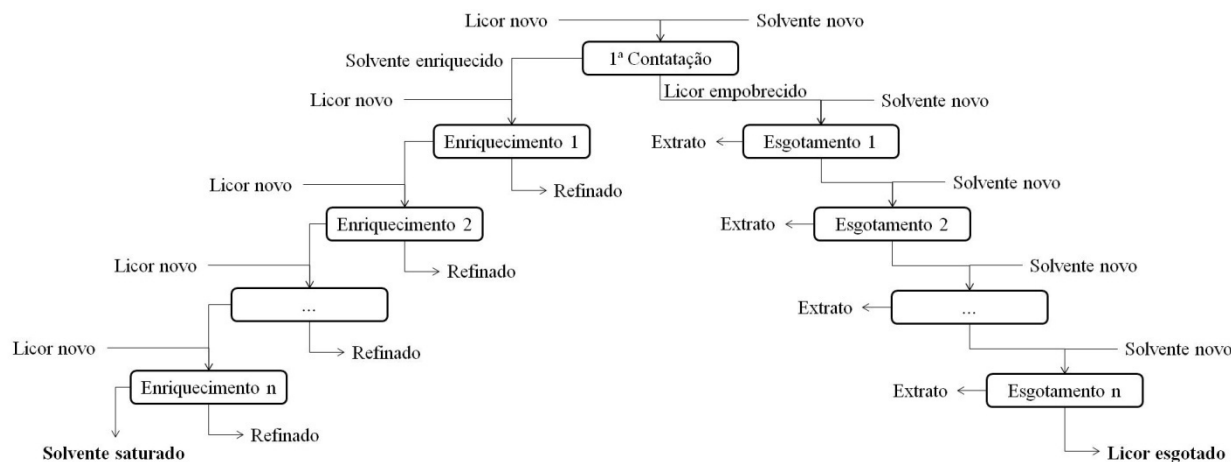 Licor novo
Solvente novo
1ª Contatação
Solvente enriquecido
Licor empobrecido
Licor novo
Solvente novo
Enriquecimento 1
Extrato
Esgotamento 1
Licor novo
Refinado
Solvente novo
Enriquecimento 2
Extrato
Esgotamento 2
Licor novo
Refinado
Solvente novo
...
Extrato
...
Licor novo
Refinado
Solvente novo
Enriquecimento n
Extrato
Esgotamento n
Solvente saturado
Refinado
Licor esgotado